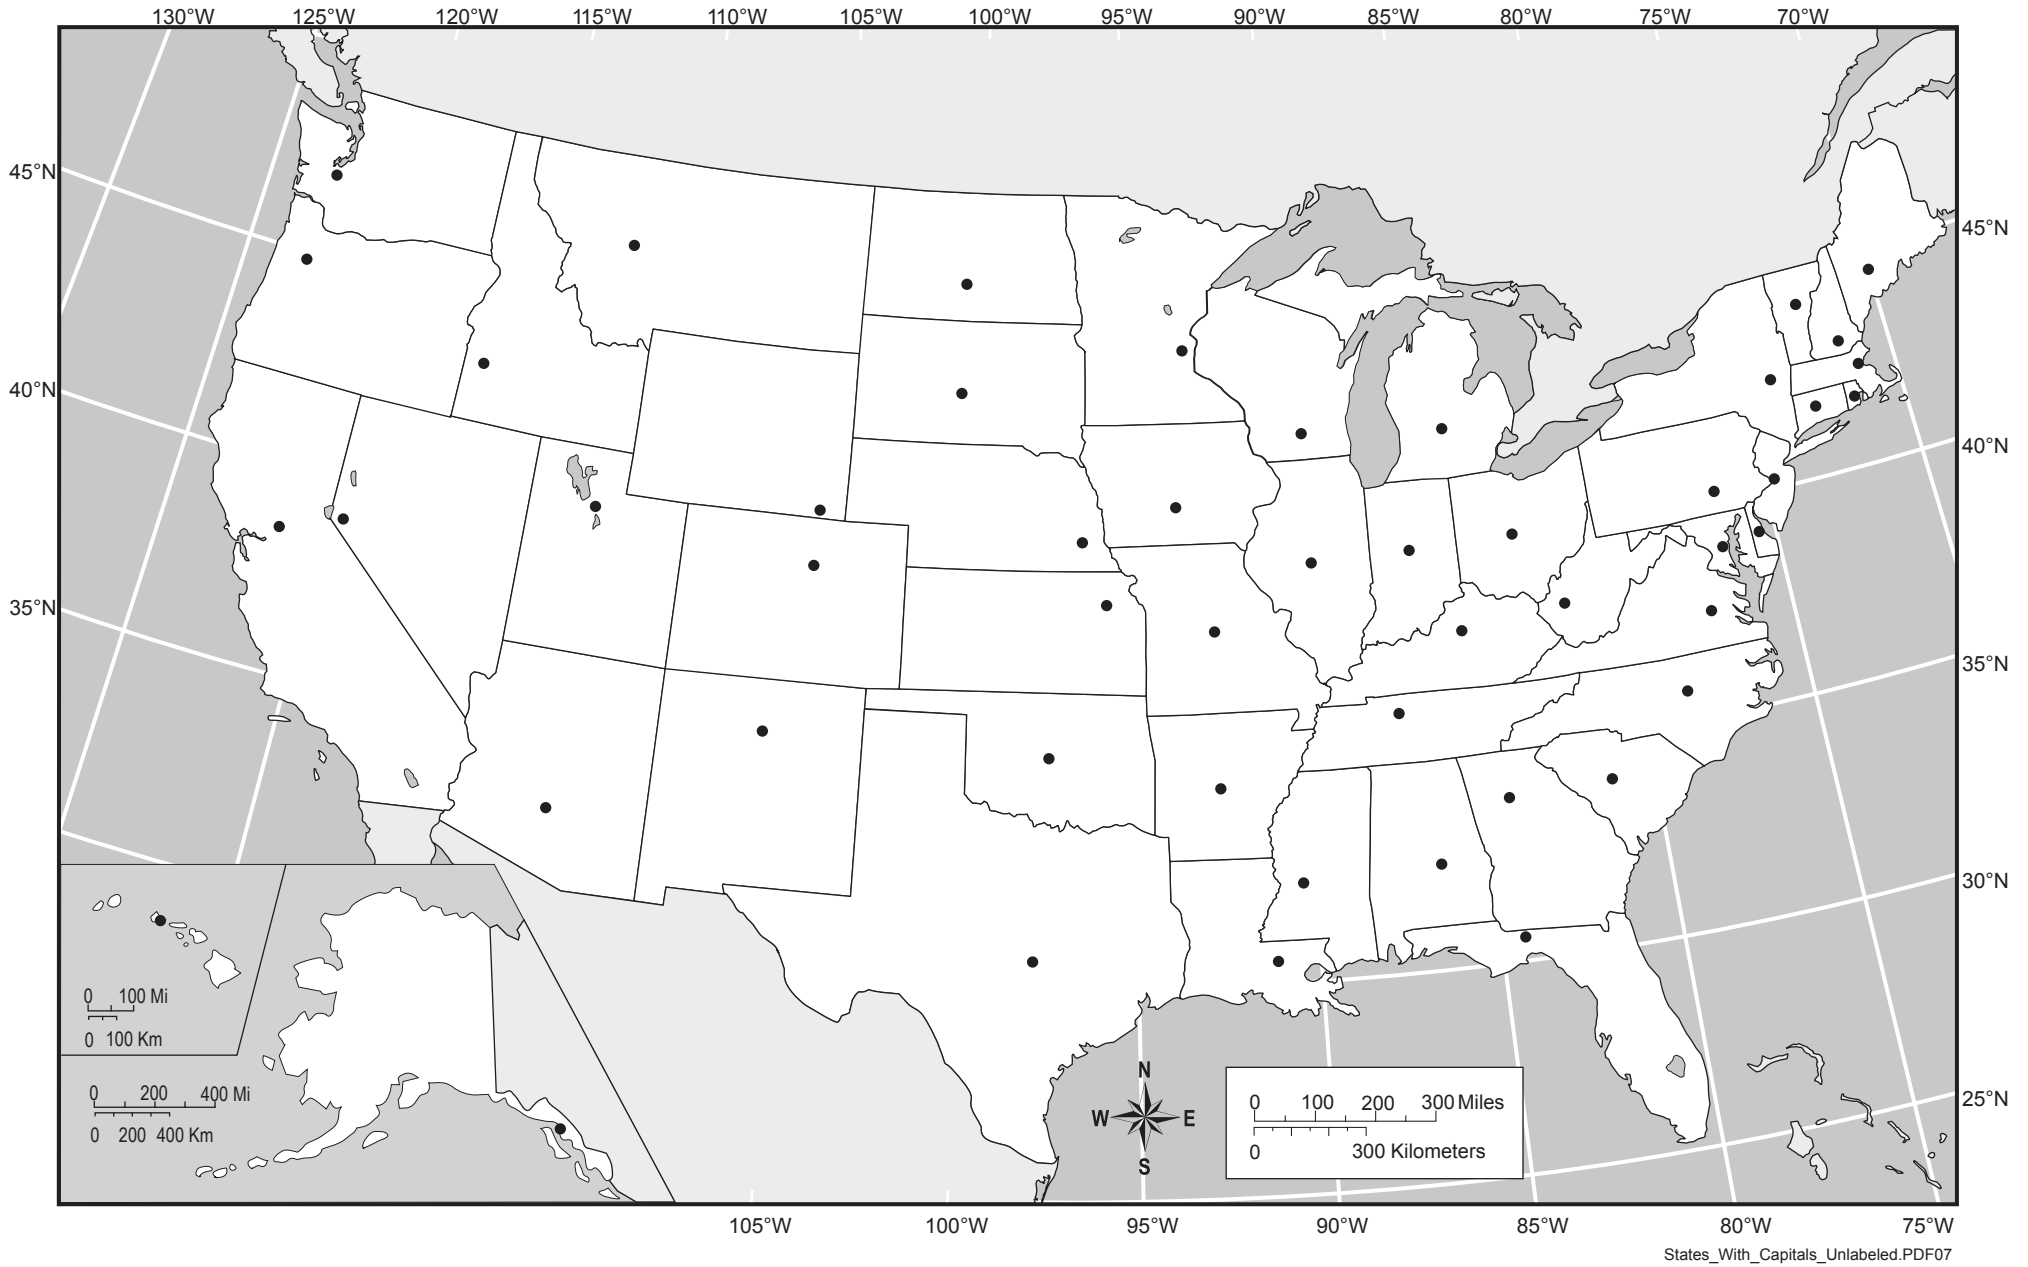 130°W 125°W 120°W 115°W 110°W 105°W 100°W 95°W 90°W 85°W 80°W 75°W 70°W
45°N 45°N
40°N 40°N
35°N 35°N
30°N
25°N
0 100 Mi
0 100 Km
0 200 400 Mi
0 200 400 Km
N
W E
S
0 100 200 300 Miles
0 300 Kilometers
105°W 100°W 95°W 90°W 85°W 80°W 75°W
States_With_Capitals_Unlabeled.PDF07